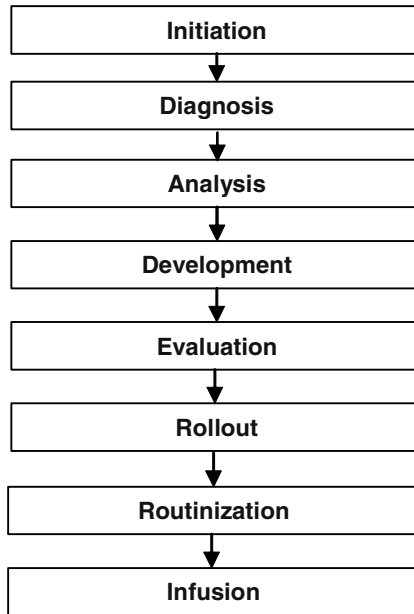 Initiation
Diagnosis
Analysis
Development
Evaluation
Rollout
Routinization
Infusion